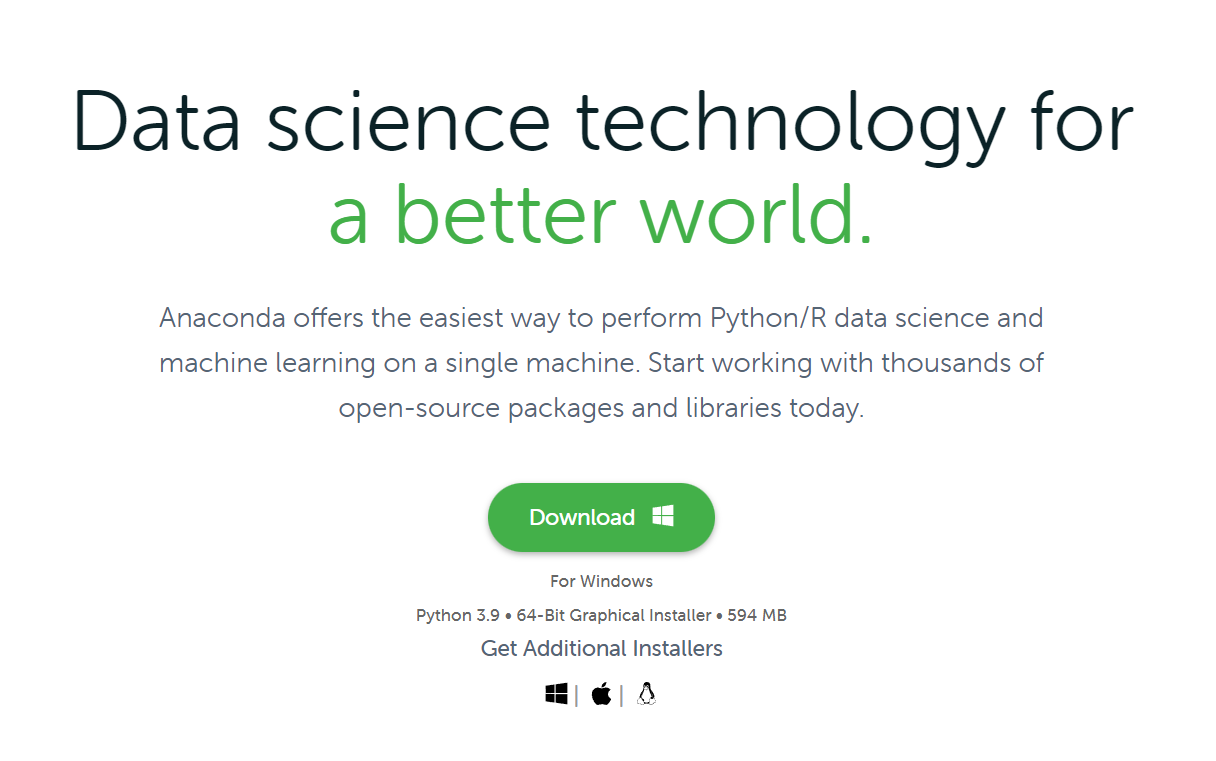 Data science technology for
a better world.
Anaconda offers the easiest way to perform Python/R data science and
machine learning on a single machine. Start working with thousands of
open-source packages and libraries today.
Download
For Windows
Python 3.9 • 64-Bit Graphical Installer • 594 MB
Get Additional Installers
| |